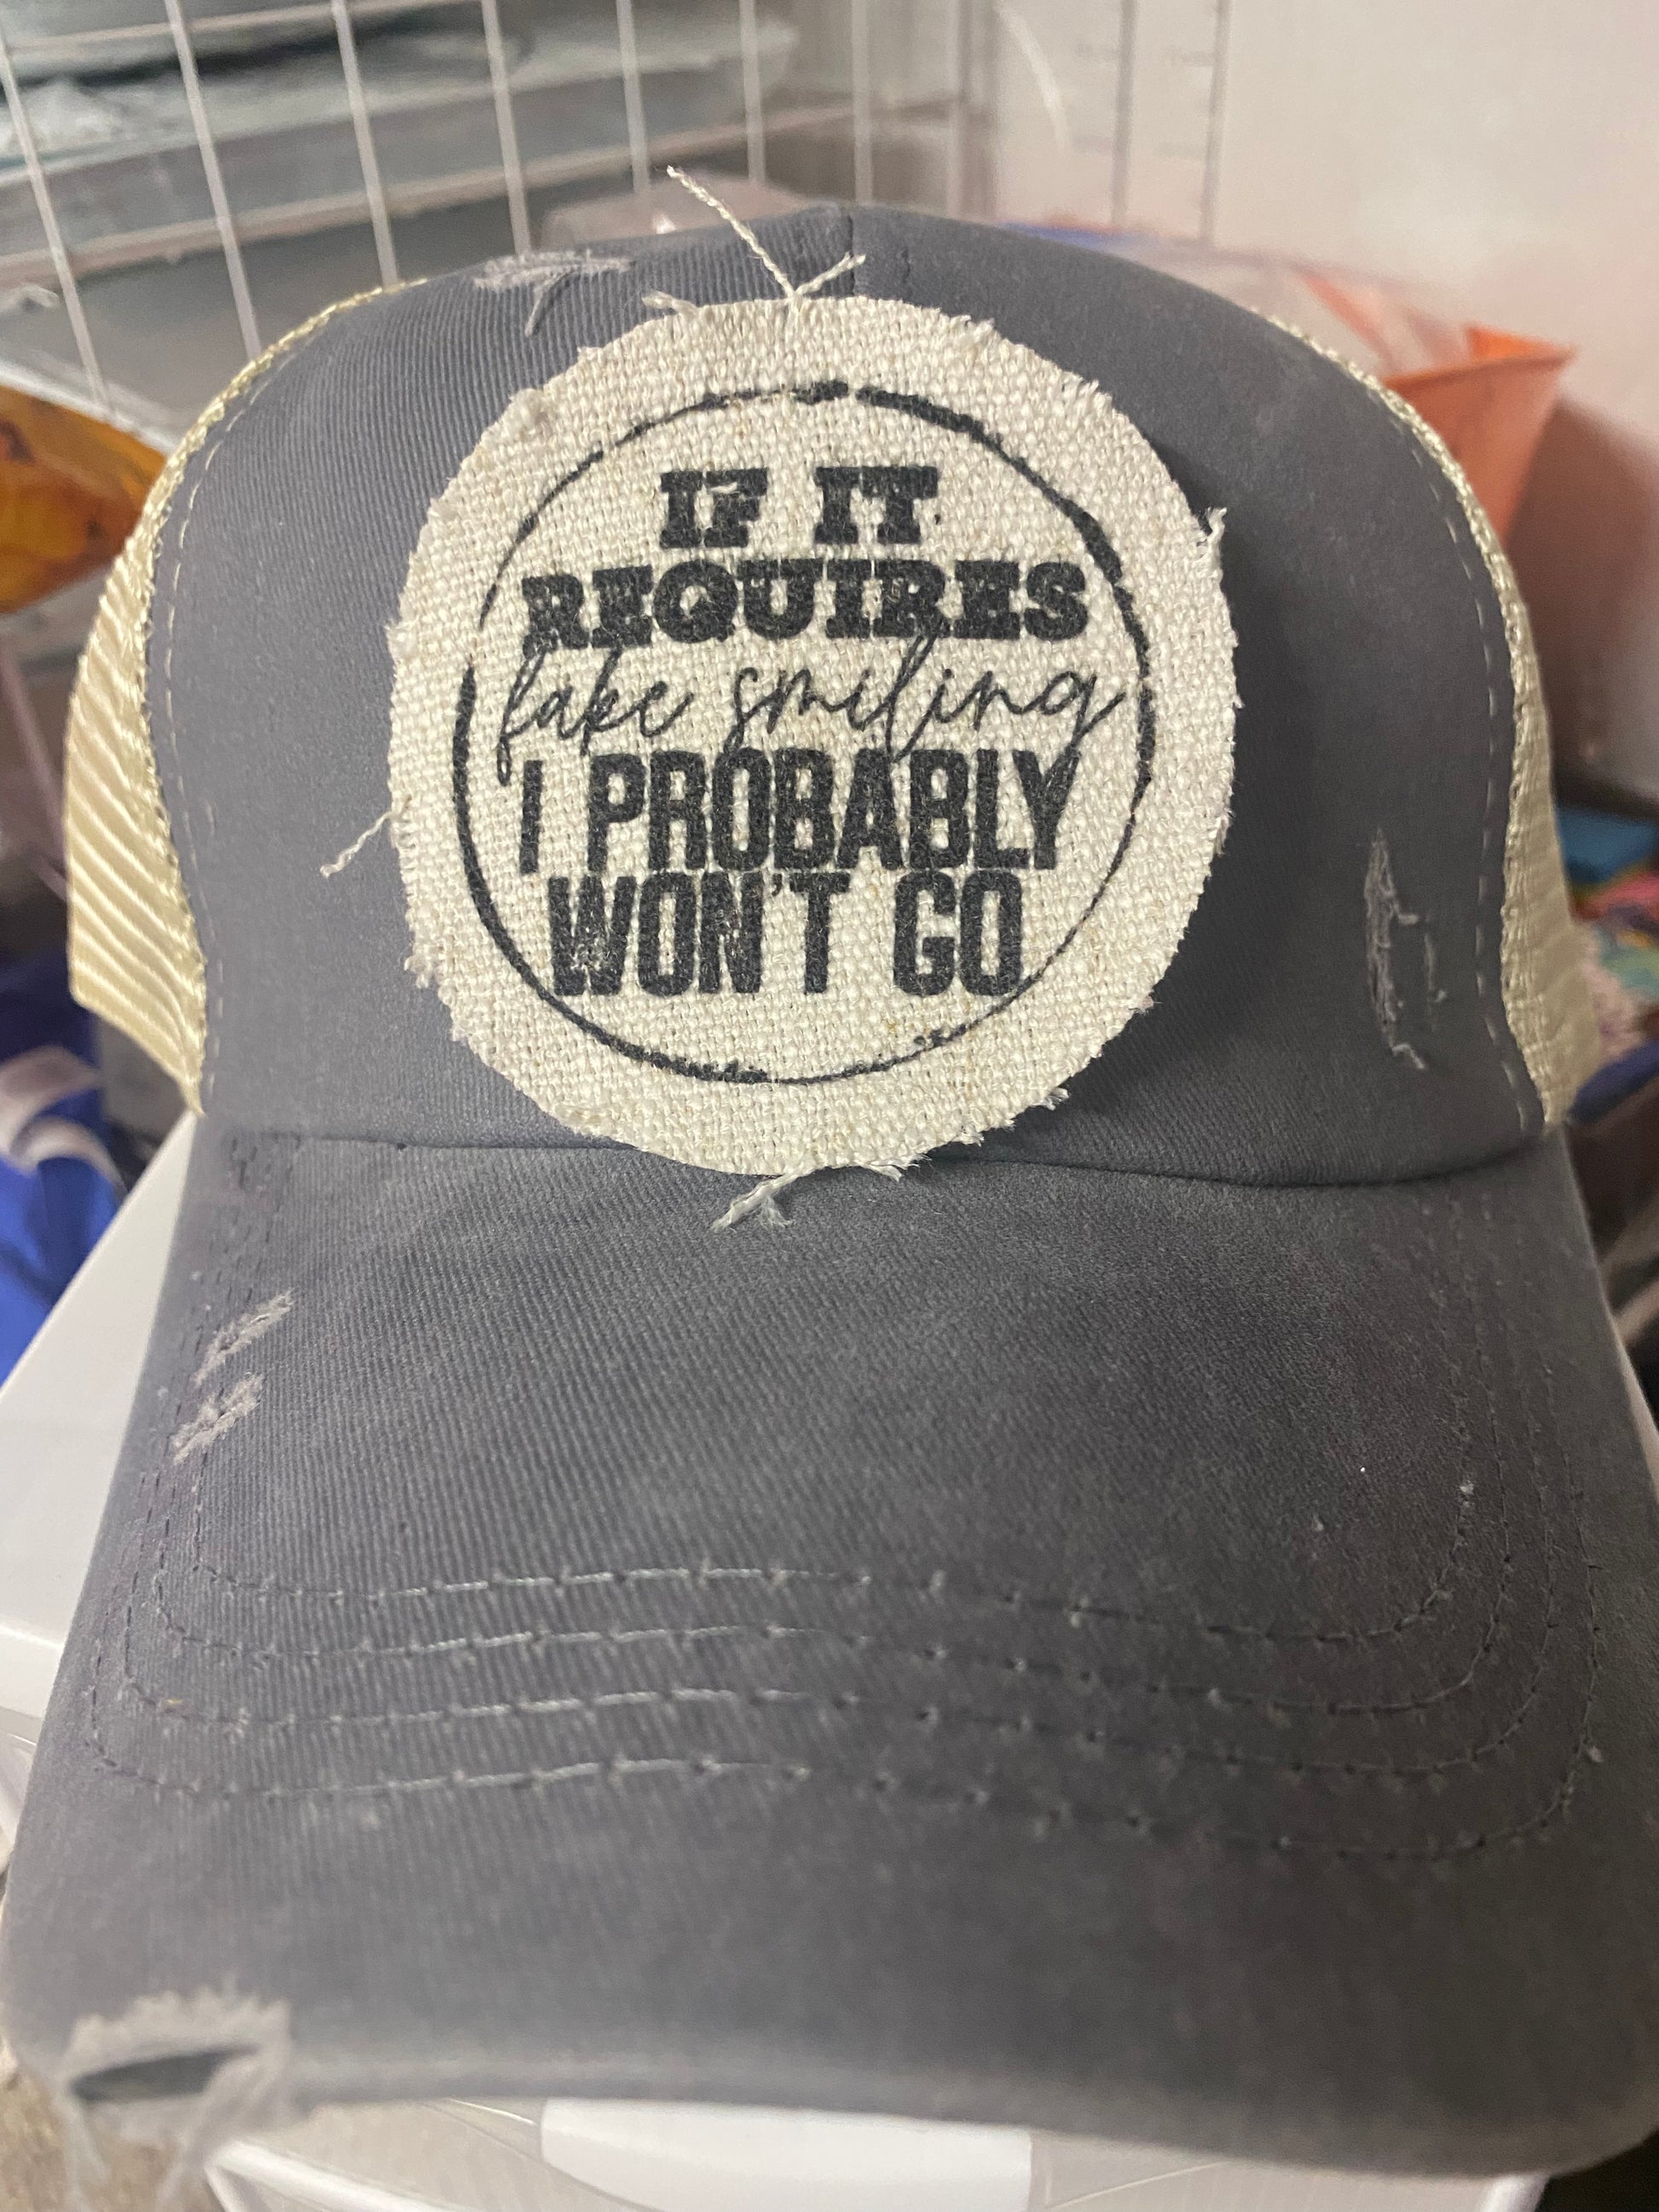 IF IT
REQUIRES
fake smiling
I PROBABLY
WON'T GO